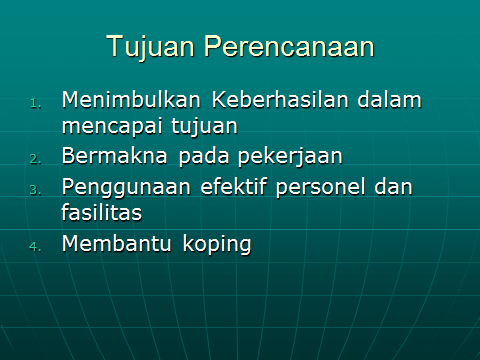 Tujuan Perencanaan
1. Menimbulkan Keberhasilan dalam
mencapai tujuan
2. Bermakna pada pekerjaan
3. Penggunaan efektif personel dan
fasilitas
4. Membantu koping